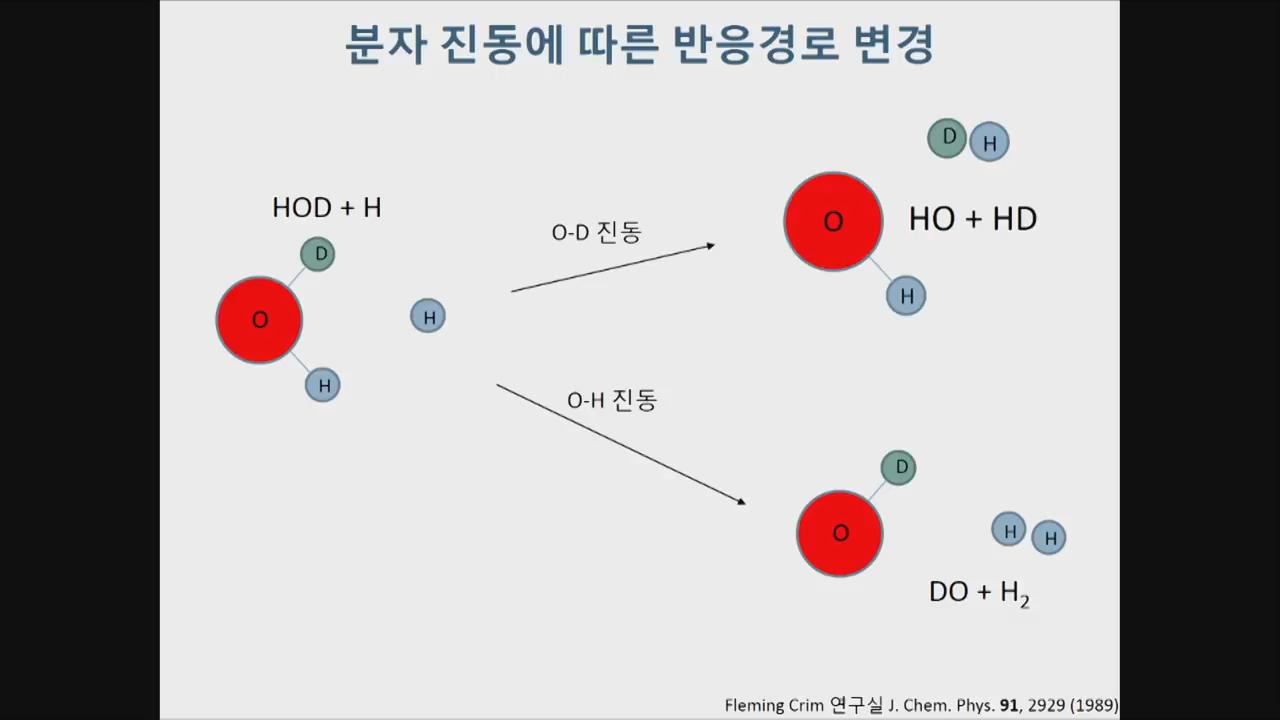 분자 진동에 따른 반응경로 변경
HOD + H
D
O
H
H
O-D 진동
O-H 진동
D H
O
H
HO + HD
D
O
H H
DO + H₂
Fleming Crim 연구실 J. Chem. Phys. 91, 2929 (1989)